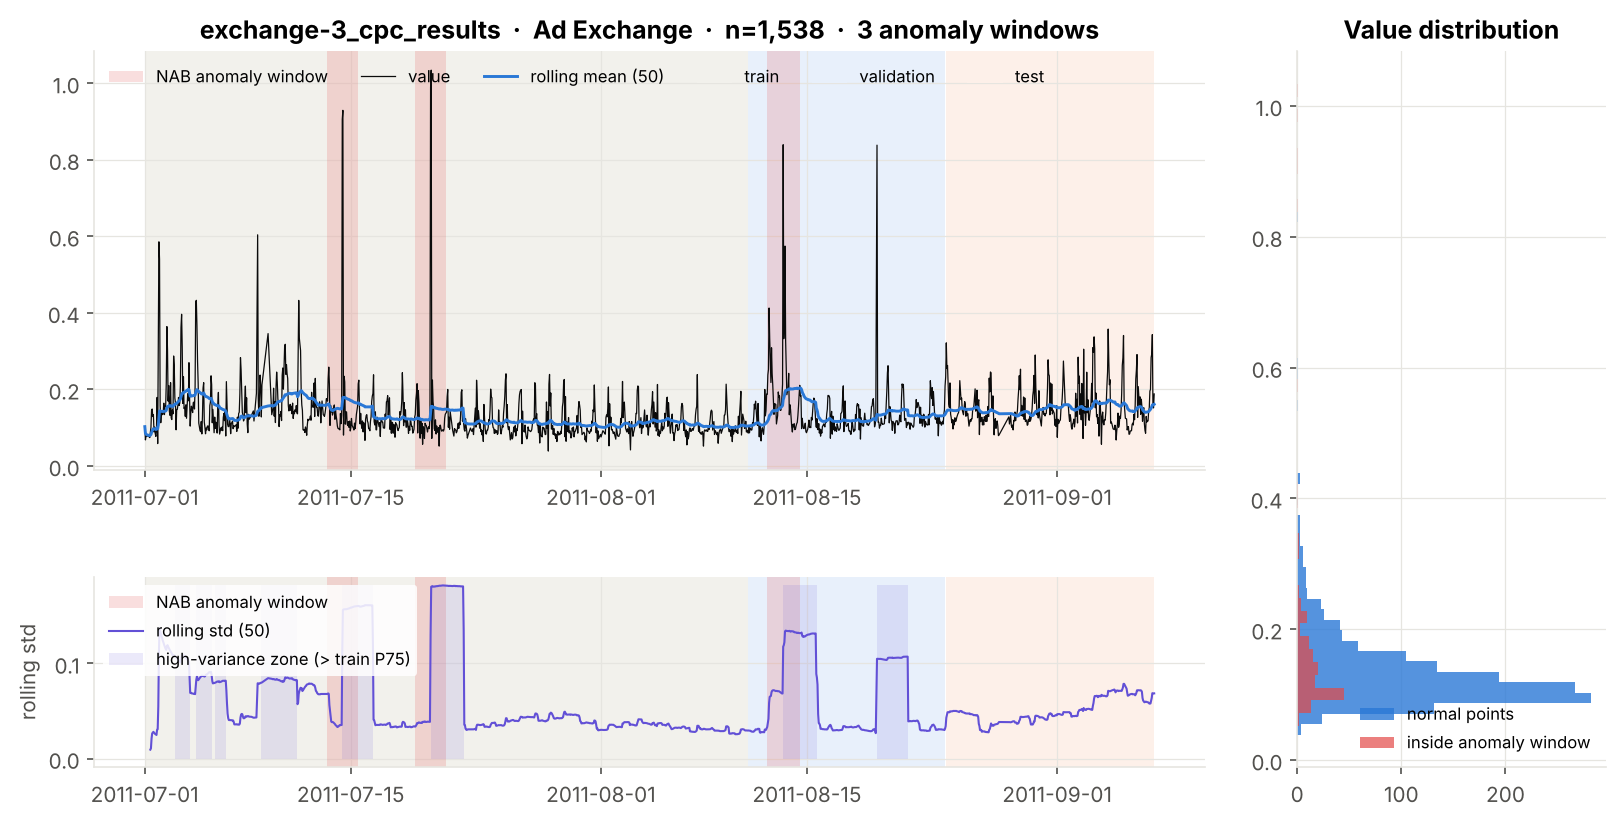 exchange-3_cpc_results · Ad Exchange · n=1,538 · 3 anomaly windows
NAB anomaly window
value
rolling mean (50)
train
validation
test
1.0
0.8
0.6
0.4
0.2
0.0
2011-07-01
2011-07-15
2011-08-01
2011-08-15
2011-09-01
rolling std
NAB anomaly window
rolling std (50)
high-variance zone (> train P75)
0.1
0.0
2011-07-01
2011-07-15
2011-08-01
2011-08-15
2011-09-01
Value distribution
1.0
0.8
0.6
0.4
0.2
0.0
normal points
inside anomaly window
0
100
200